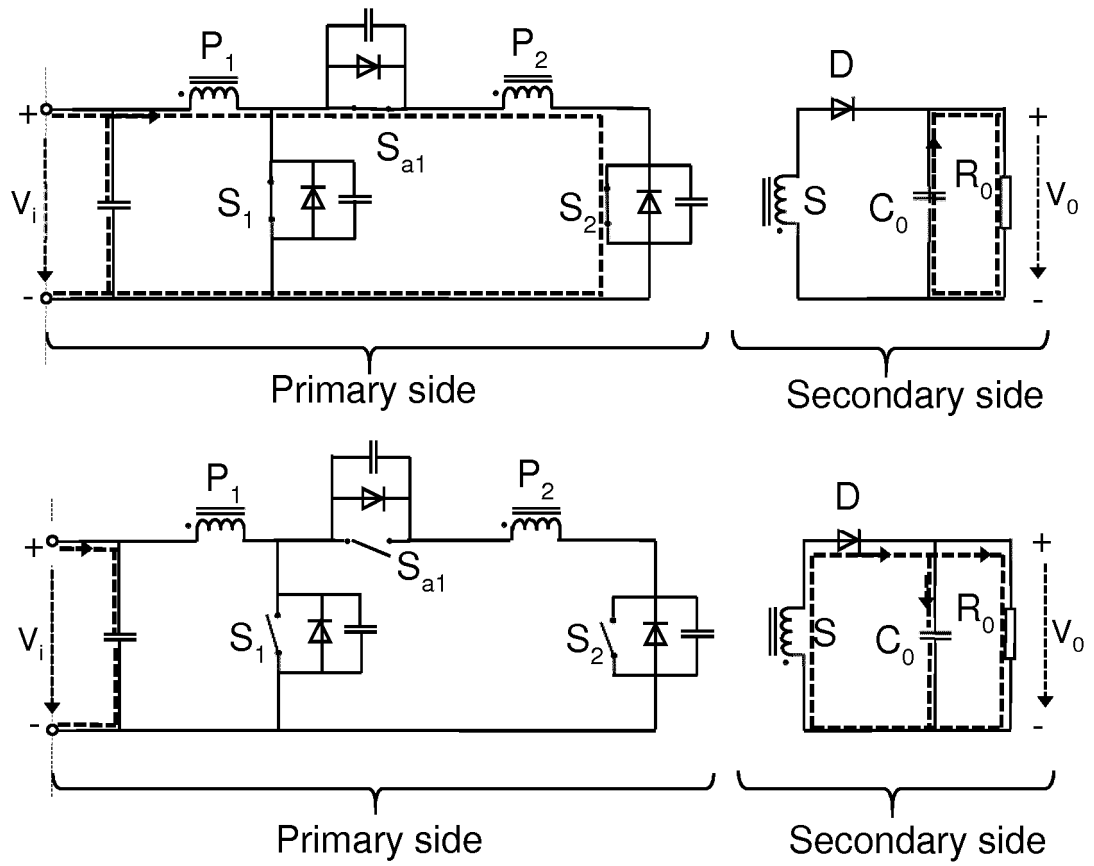 P1
P2
D
+
Sa1
+
Vi
S1
S2
S
C0
R0
V0
-
-
Primary side
Secondary side
P1
P2
D
+
Sa1
+
Vi
S1
S2
S
C0
R0
V0
-
-
Primary side
Secondary side